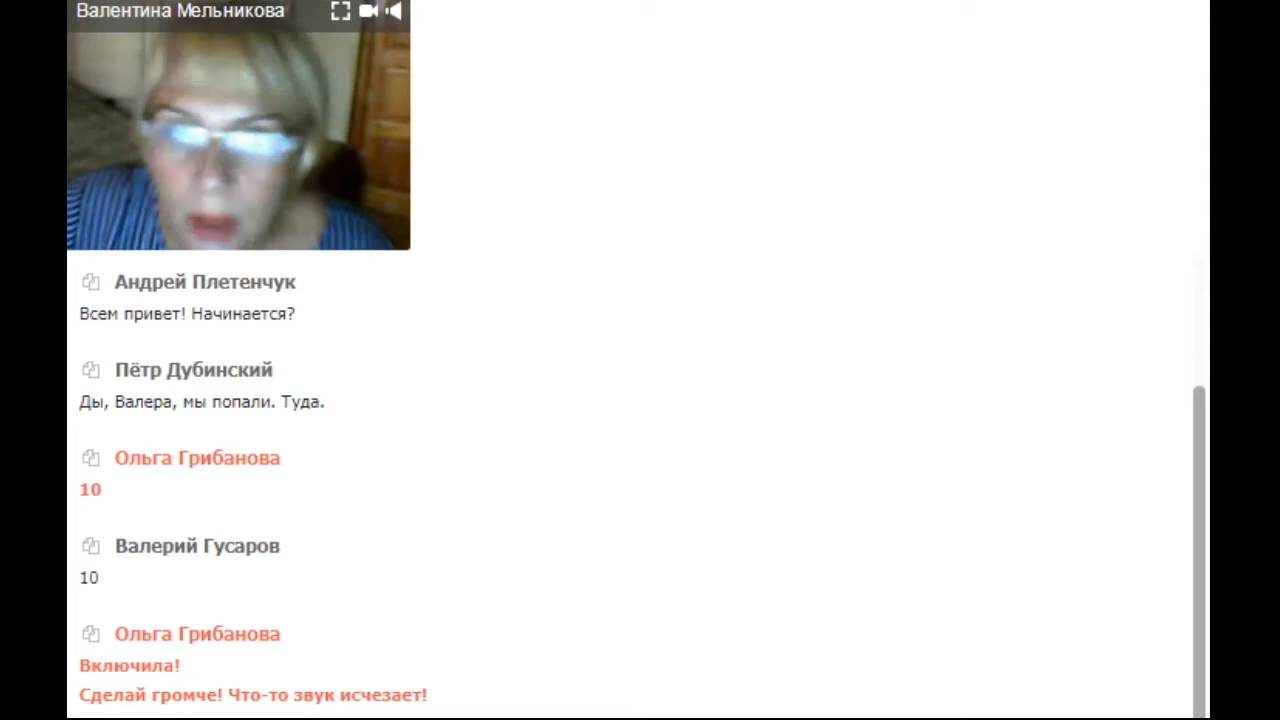 Валентина Мельникова
Андрей Плетенчук
Всем привет! Начинается?
Пётр Дубинский
Ды, Валера, мы попали. Туда.
Ольга Грибанова
10
Валерий Гусаров
10
Ольга Грибанова
Включила!
Сделай громче! Что-то звук исчезает!